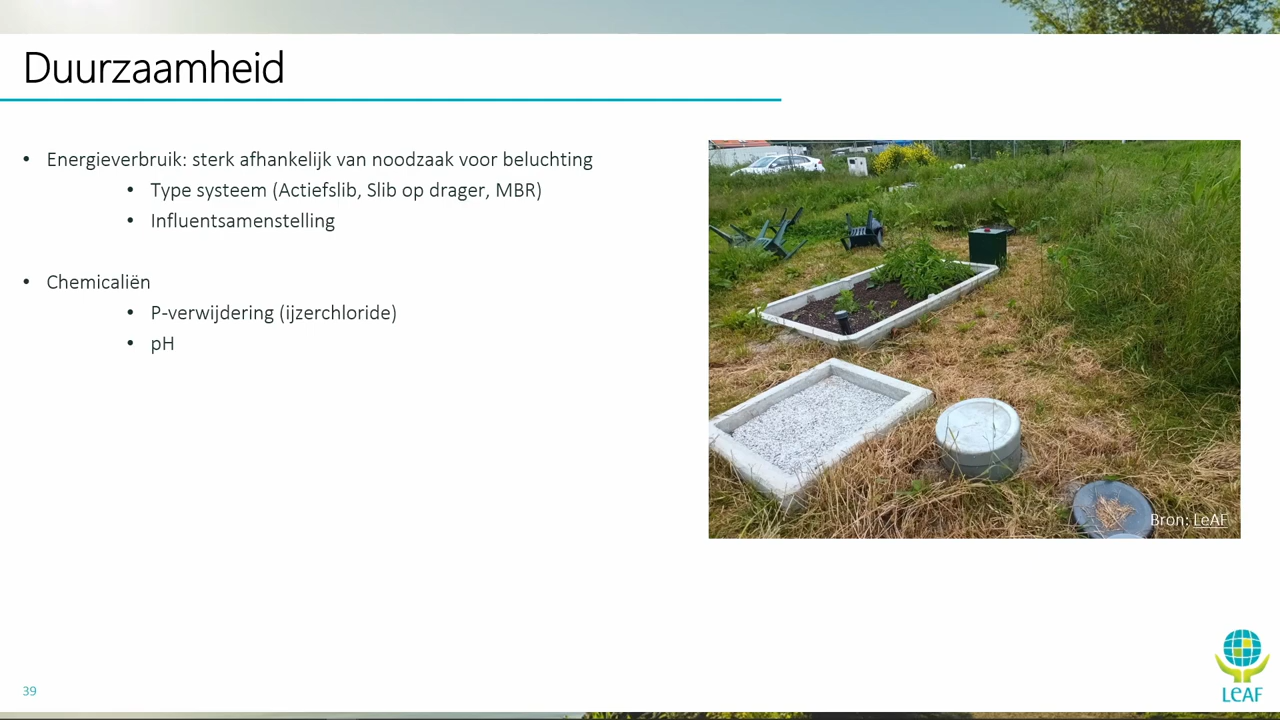 Duurzaamheid
• Energieverbruik: sterk afhankelijk van noodzaak voor beluchting
• Type systeem (Actiefslib, Slib op drager, MBR)
• Influentsamenstelling
• Chemicaliën
• P-verwijdering (ijzerchloride)
• pH
Bron: LeAF
39
LeAF